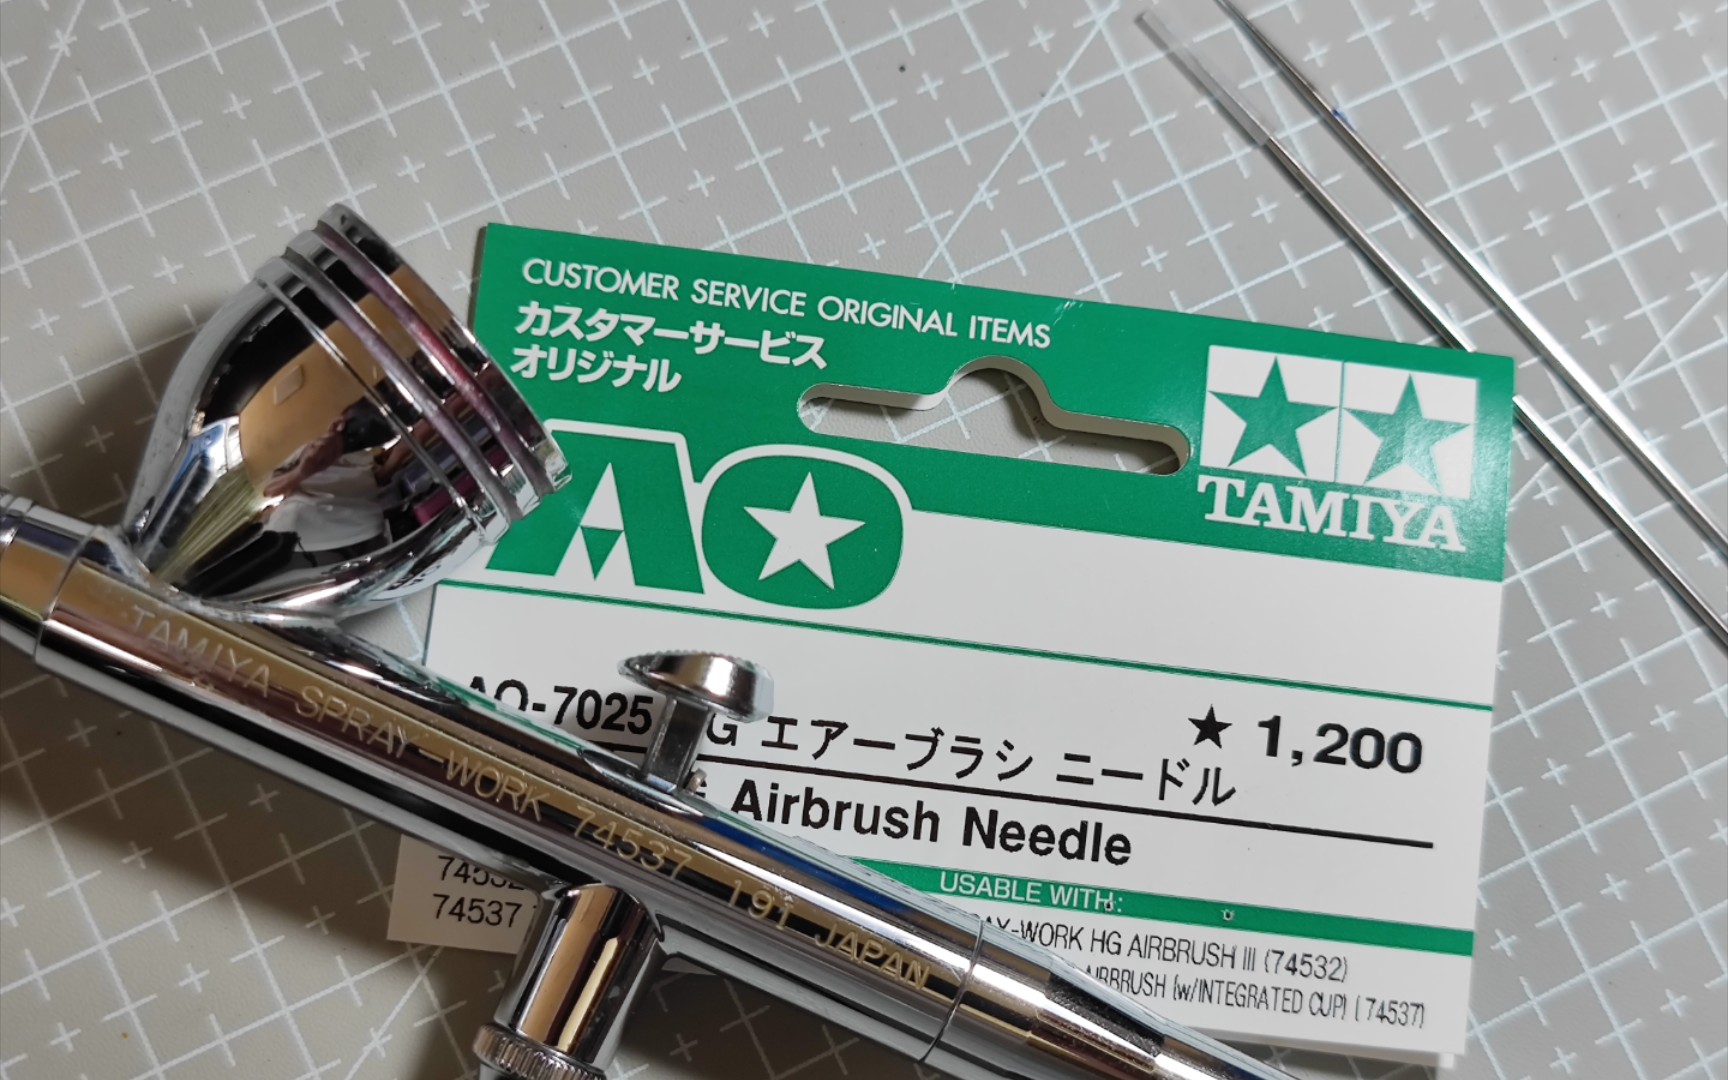 CUSTOMER SERVICE ORIGINAL ITEMS
カスタマーサービス
オリジナル
AO
TAMIYA
AO-7025 G エアーブラシ ニードル ★ 1,200
Airbrush Needle
USABLE WITH:
AY-WORK HG AIRBRUSH III (74532)
AIRBRUSH (w/INTEGRATED CUP) (74537)
74532
74537
TAMIYA SPRAY-WORK 74537 191 JAPAN